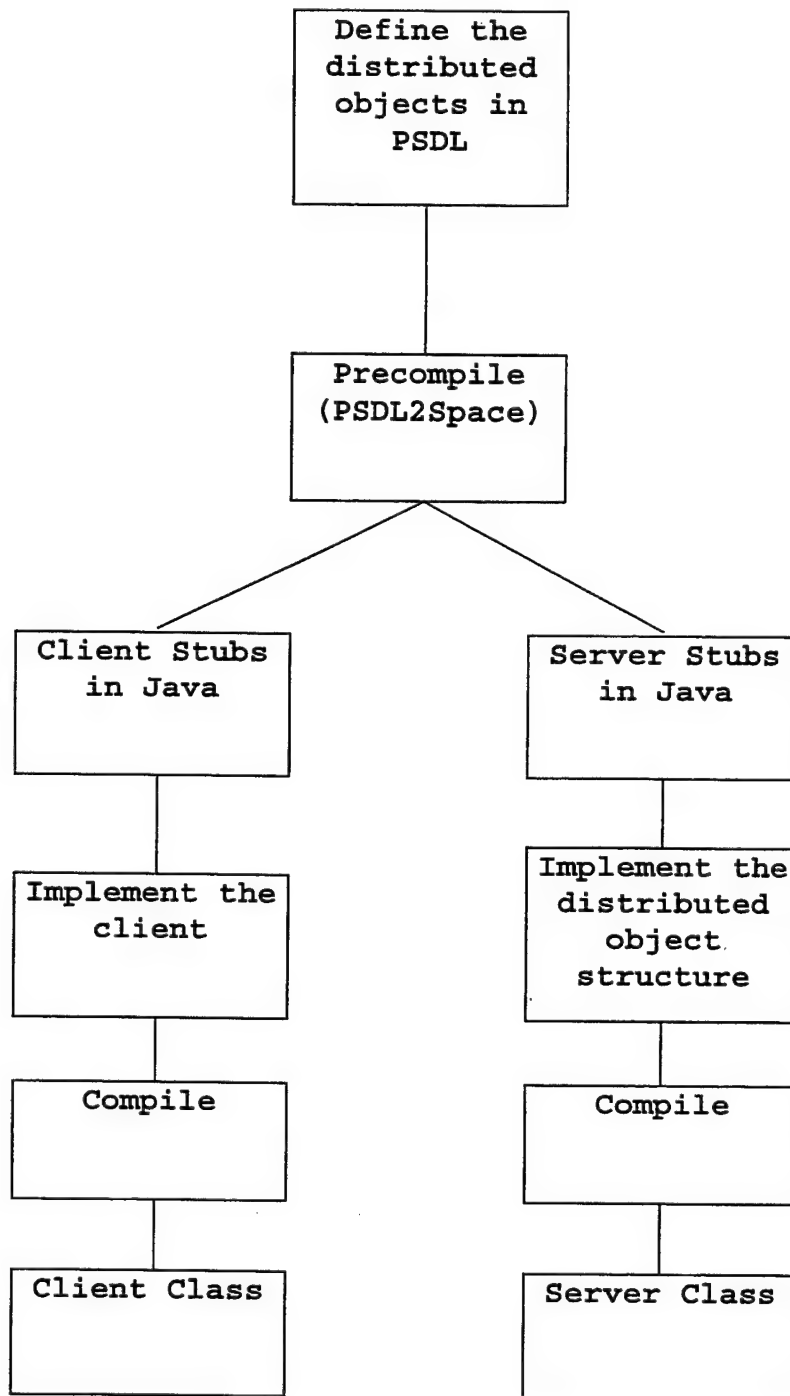 Define the
distributed
objects in
PSDL
Precompile
(PSDL2Space)
Client Stubs
in Java
Server Stubs
in Java
Implement the
client
Implement the
distributed
object
structure
Compile
Compile
Client Class
Server Class